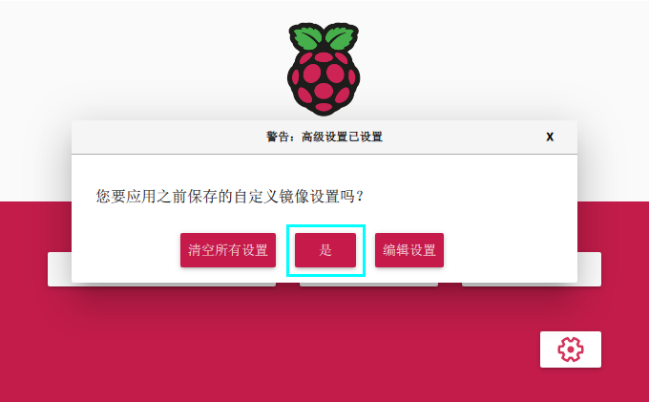 警告：高级设置已设置
x
您要应用之前保存的自定义镜像设置吗？
清空所有设置
是
编辑设置